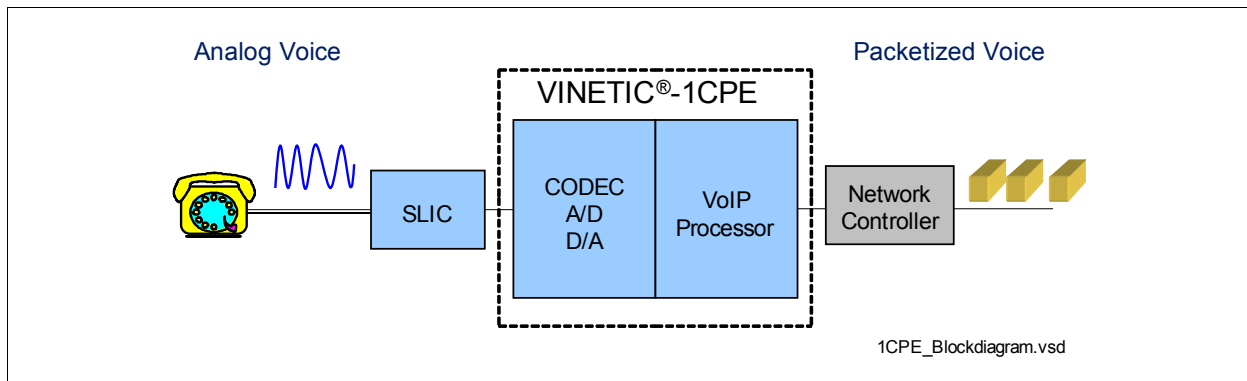 Analog Voice
Packetized Voice
VINETIC®-1CPE
SLIC
CODEC
A/D
D/A
VoIP
Processor
Network
Controller
1CPE_Blockdiagram.vsd